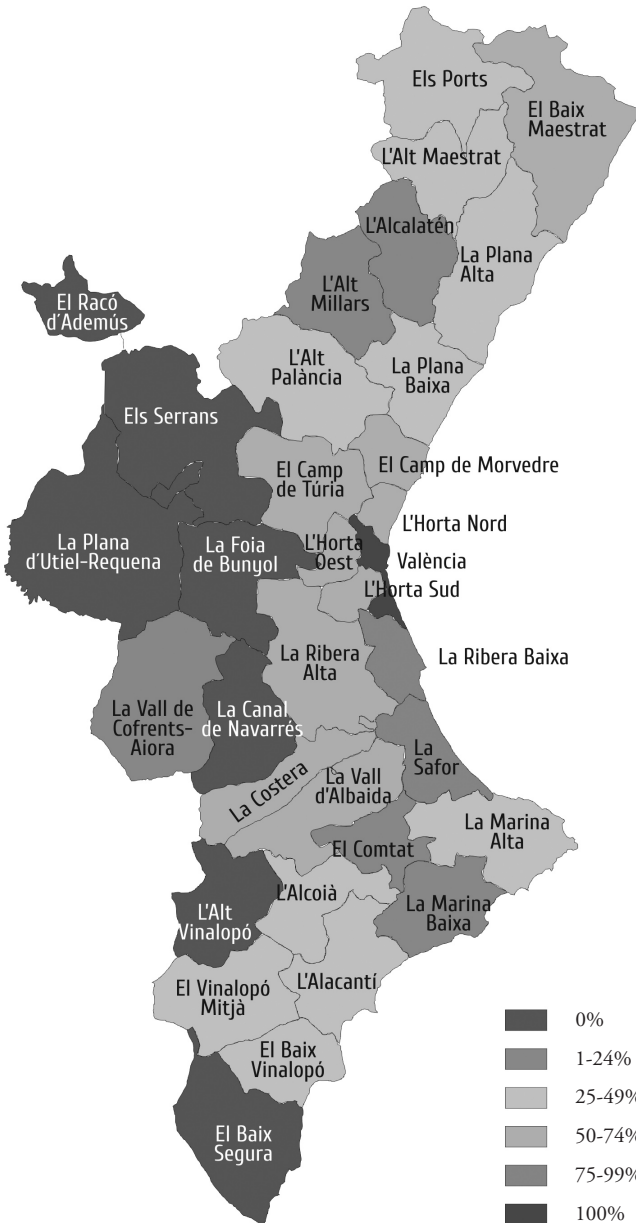 Els Ports
El Baix
Maestrat
L'Alt Maestrat
L'Alcalatén
La Plana
Alta
L'Alt
Millars
El Racó
d'Ademús
L'Alt
Palància
La Plana
Baixa
Els Serrans
El Camp
de Túria
El Camp de Morvedre
L'Horta Nord
La Plana
d'Utiel-Requena
La Foia
de Bunyol
L'Horta
Oest
València
L'Horta Sud
La Ribera
Alta
La Ribera Baixa
La Vall de
Cofrents-
Aiora
La Canal
de Navarrés
La
Safor
La Costera
La Vall
d'Albaida
La Marina
Alta
El Comtat
L'Alcoià
La Marina
Baixa
L'Alt
Vinalopó
El Vinalopó
Mitjà
L'Alacantí
El Baix
Vinalopó
El Baix
Segura
0%
1-24%
25-49%
50-74%
75-99%
100%